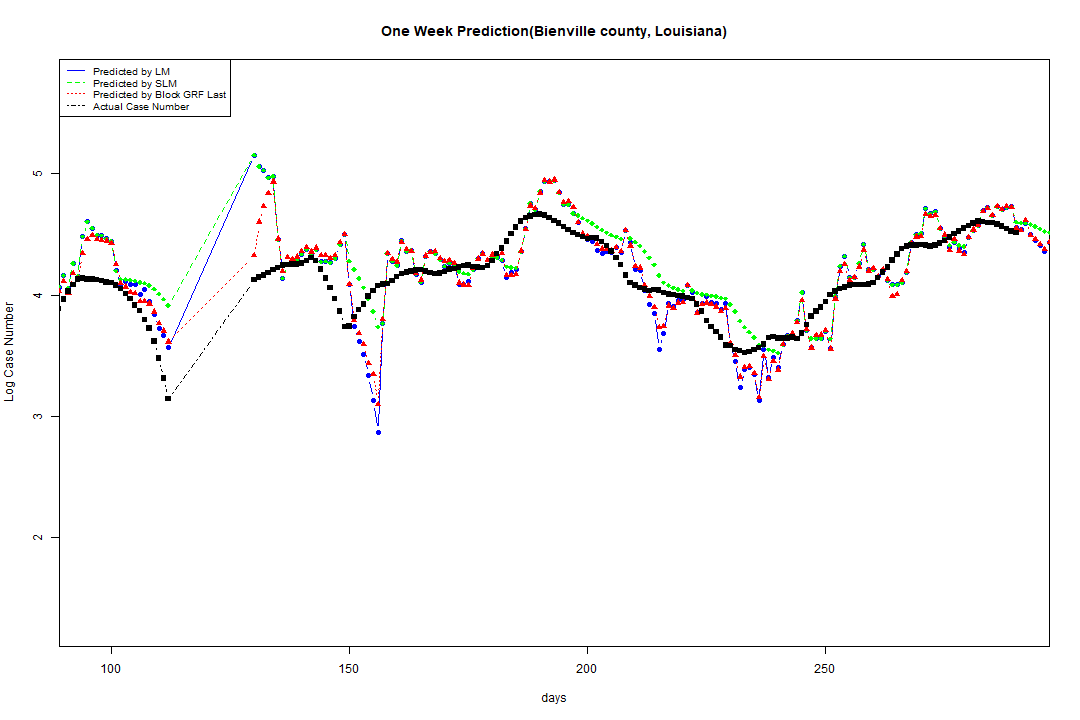 One Week Prediction(Bienville county, Louisiana)
Predicted by LM
Predicted by SLM
Predicted by Block GRF Last
Actual Case Number
5
4
3
2
Log Case Number
100 150 200 250
days